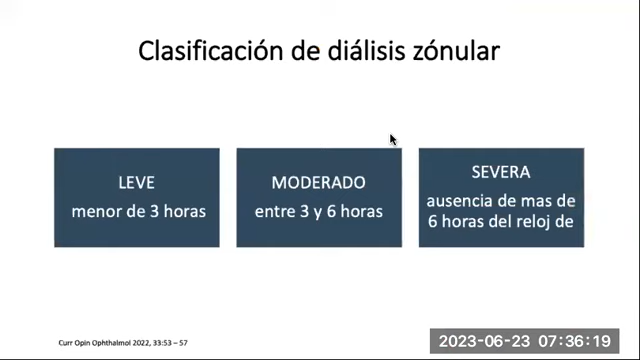 Clasificación de diálisis zónular
LEVE
menor de 3 horas
MODERADO
entre 3 y 6 horas
SEVERA
ausencia de mas de
6 horas del reloj de
Curr Opin Ophthalmol 2022, 33:53 – 57
2023-06-23 07:36:19